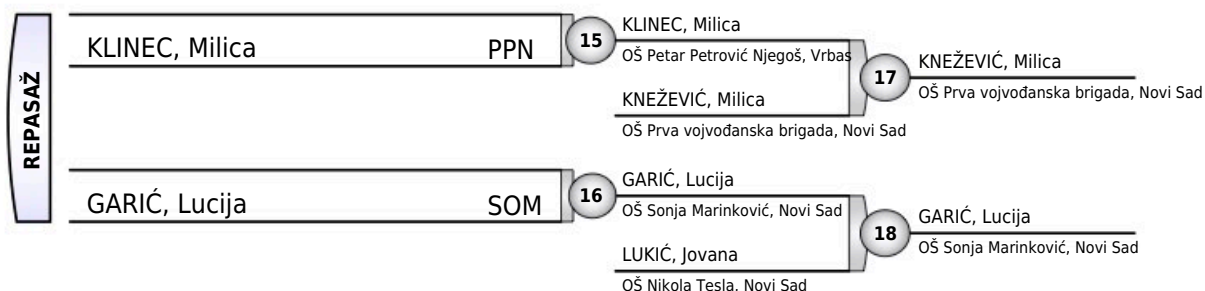 REPASAŽ
KLINEC, Milica PPN
15
KLINEC, Milica
OŠ Petar Petrović Njegoš, Vrbas
KNEŽEVIĆ, Milica
OŠ Prva vojvođanska brigada, Novi Sad
17
KNEŽEVIĆ, Milica
OŠ Prva vojvođanska brigada, Novi Sad
GARIĆ, Lucija SOM
16
GARIĆ, Lucija
OŠ Sonja Marinković, Novi Sad
LUKIĆ, Jovana
OŠ Nikola Tesla, Novi Sad
18
GARIĆ, Lucija
OŠ Sonja Marinković, Novi Sad